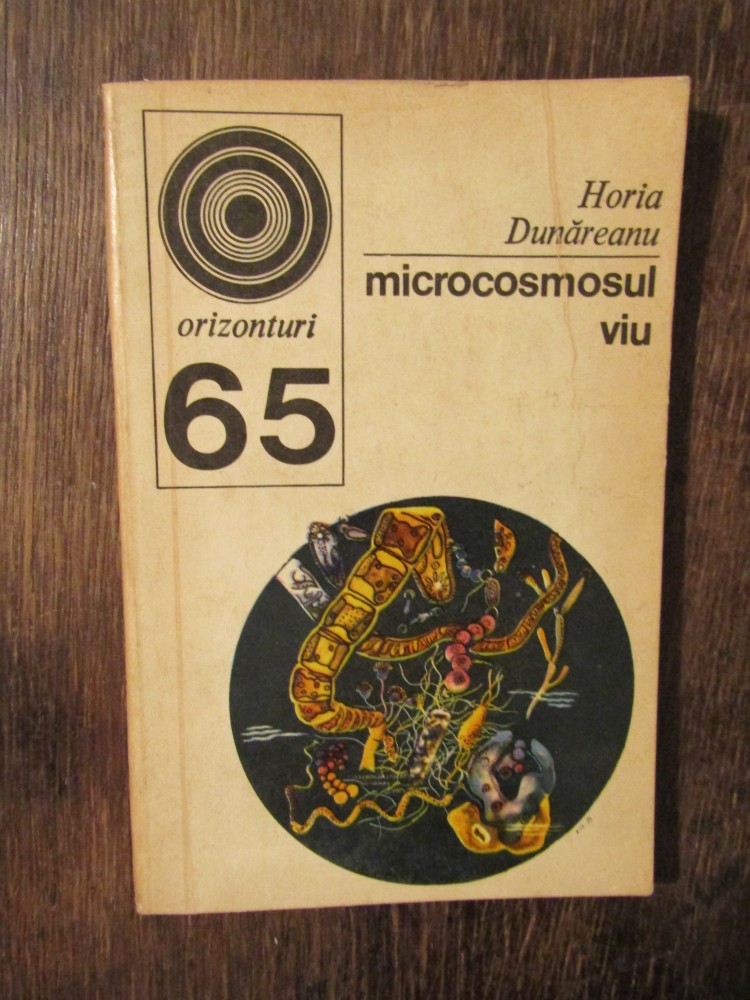 orizonturi
65
Horia
Dunăreanu
microcosmosul
viu